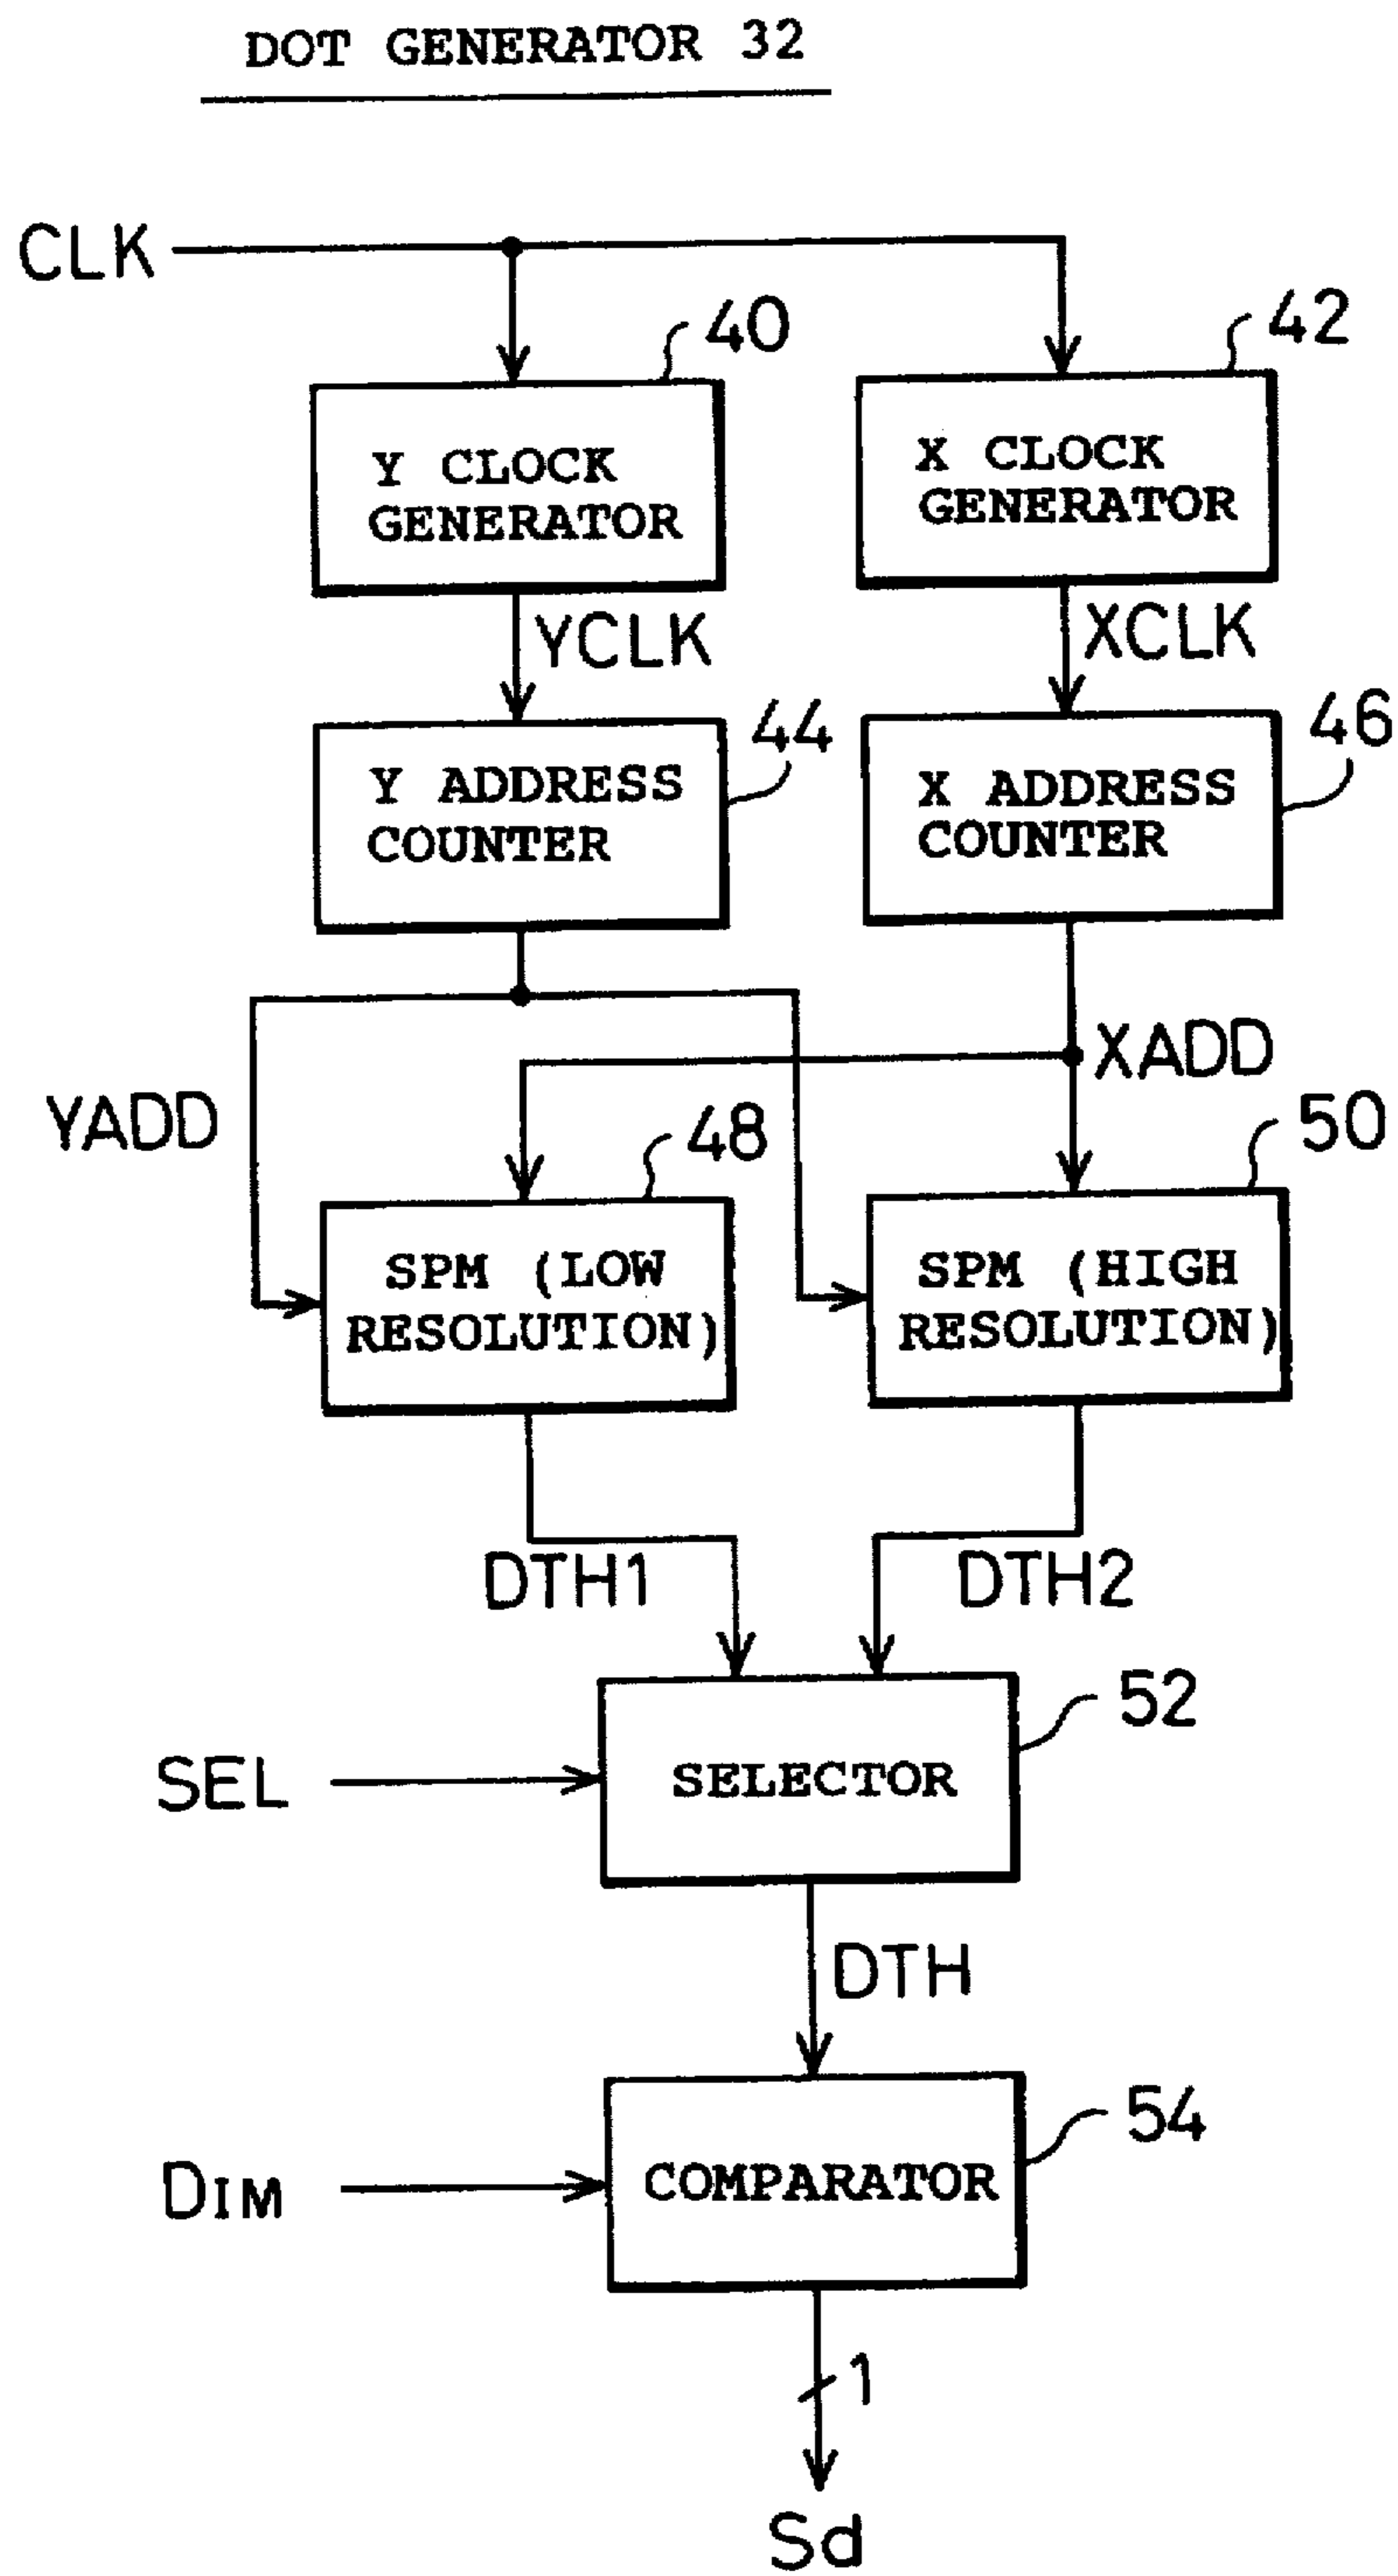 DOT GENERATOR 32
CLK
40
42
Y CLOCK
GENERATOR
X CLOCK
GENERATOR
YCLK
XCLK
44
46
Y ADDRESS
COUNTER
X ADDRESS
COUNTER
XADD
YADD
48
50
SPM (LOW
RESOLUTION)
SPM (HIGH
RESOLUTION)
DTH1
DTH2
52
SEL
SELECTOR
DTH
54
DIM
COMPARATOR
1
Sd